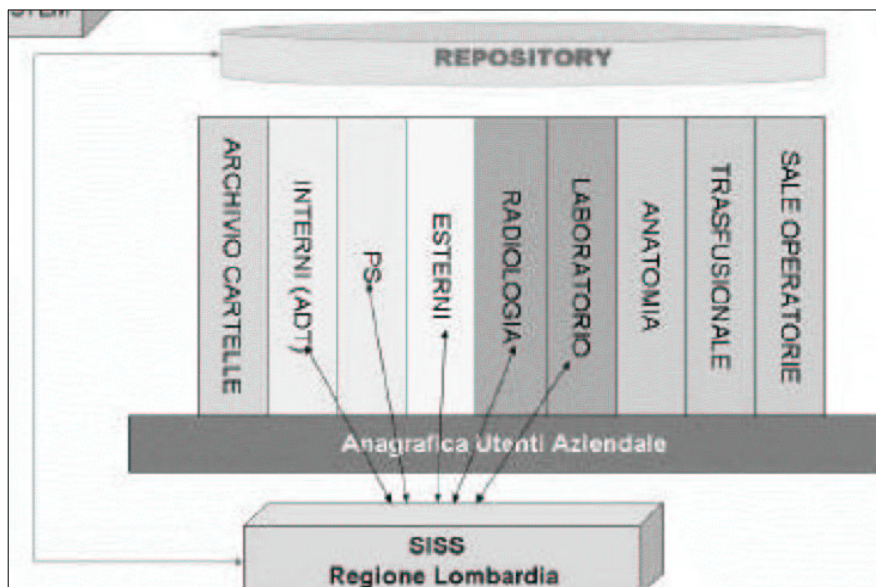 STEM
REPOSITORY
ARCHIVIO CARTELLE
INTERNI (ADT)
PS
ESTERNI
RADIOLOGIA
LABORATORIO
ANATOMIA
TRASFUSIONALE
SALE OPERATORIE
Anagrafica Utenti Aziendale
SISS
Regione Lombardia